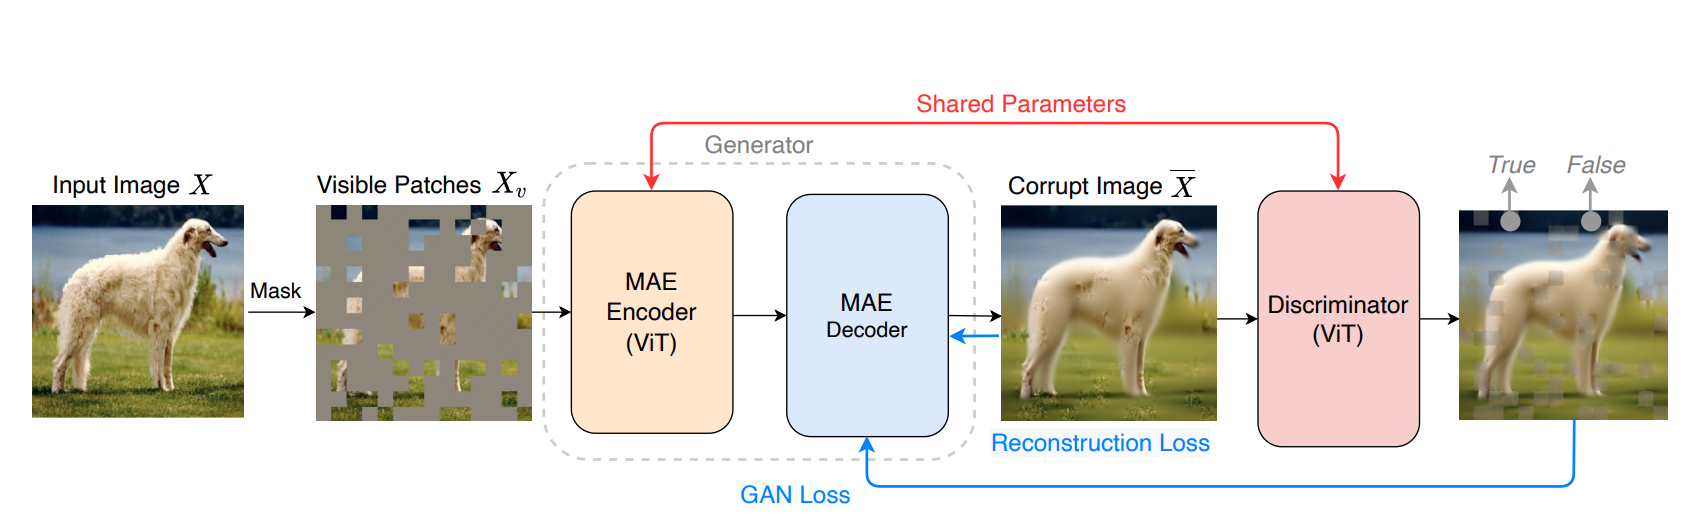 Shared Parameters
Generator
Input Image X
Visible Patches X_v
Corrupt Image X̅
True
False
Mask
MAE
Encoder
(ViT)
MAE
Decoder
Discriminator
(ViT)
Reconstruction Loss
GAN Loss